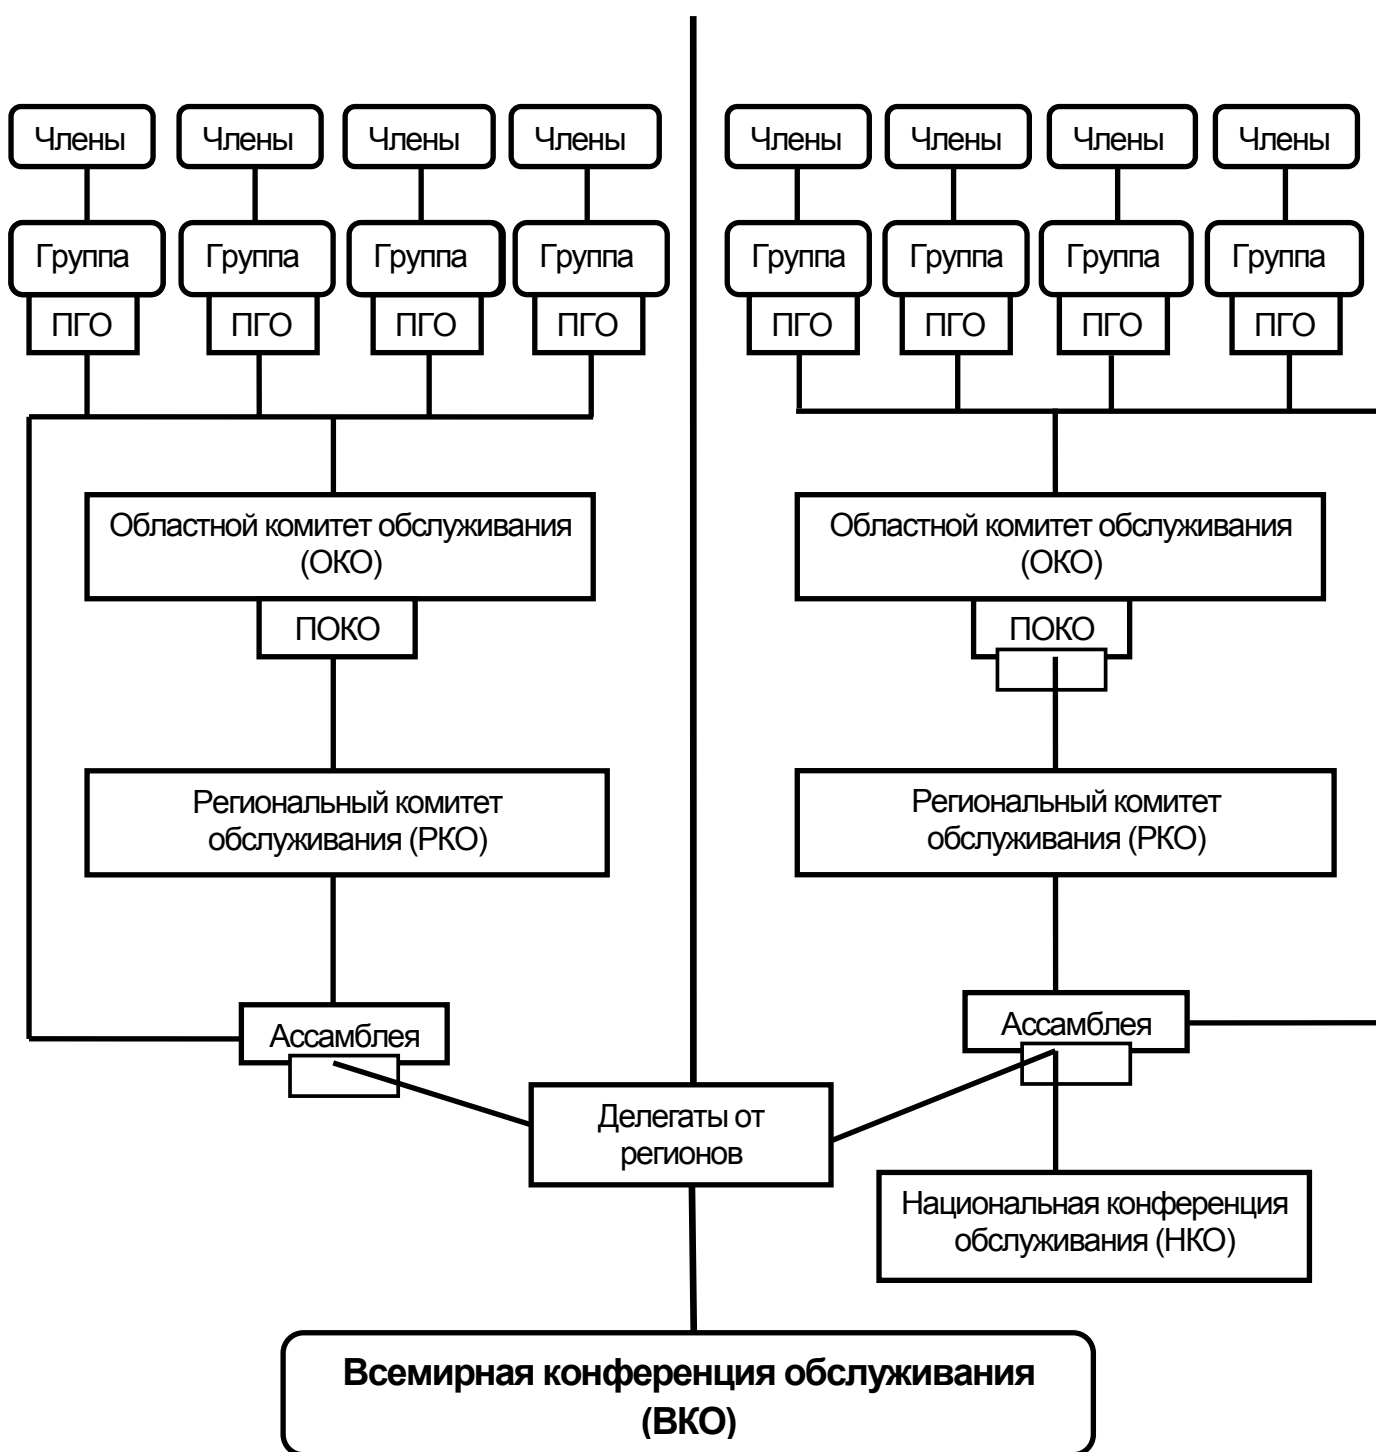 Члены Члены Члены Члены Члены Члены Члены Члены
Группа Группа Группа Группа Группа Группа Группа Группа
ПГО ПГО ПГО ПГО ПГО ПГО ПГО ПГО
Областной комитет обслуживания
(ОКО)
Областной комитет обслуживания
(ОКО)
ПОКО
ПОКО
Региональный комитет
обслуживания (РКО)
Региональный комитет
обслуживания (РКО)
Ассамблея
Ассамблея
Делегаты от
регионов
Национальная конференция
обслуживания (НКО)
Всемирная конференция обслуживания
(ВКО)